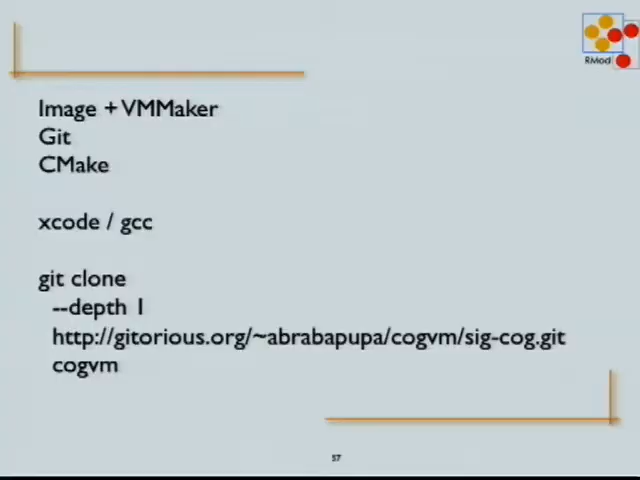 RMod
Image + VMMaker
Git
CMake
xcode / gcc
git clone
--depth 1
http://gitorious.org/~abrabapupa/cogvm/sig-cog.git
cogvm
57